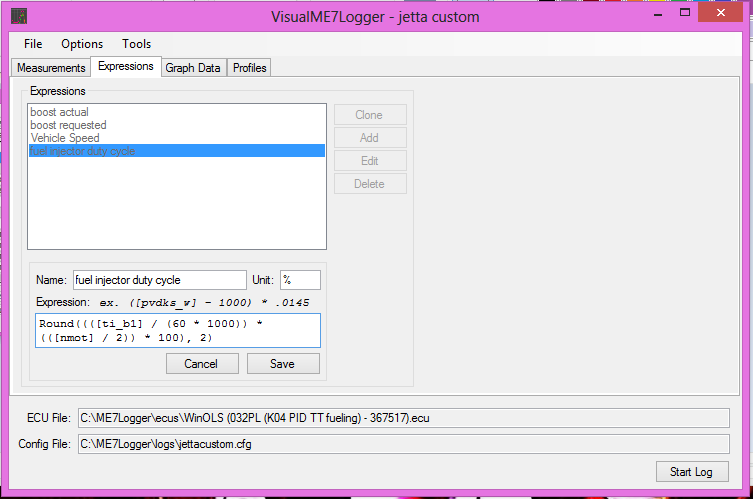 VisualME7Logger - jetta custom
File Options Tools
Measurements Expressions Graph Data Profiles
Expressions
boost actual
boost requested
Vehicle Speed
fuel injector duty cycle
Clone
Add
Edit
Delete
Name: fuel injector duty cycle Unit: %
Expression: ex. ([pvdks_w] - 1000) * .0145
Round((([ti_b1] / (60 * 1000)) *
(([nmot] / 2)) * 100), 2)
Cancel Save
ECU File: C:\ME7Logger\ecus\WinOLS (032PL (K04 PID TT fueling) - 367517).ecu
Config File: C:\ME7Logger\logs\jettacustom.cfg
Start Log